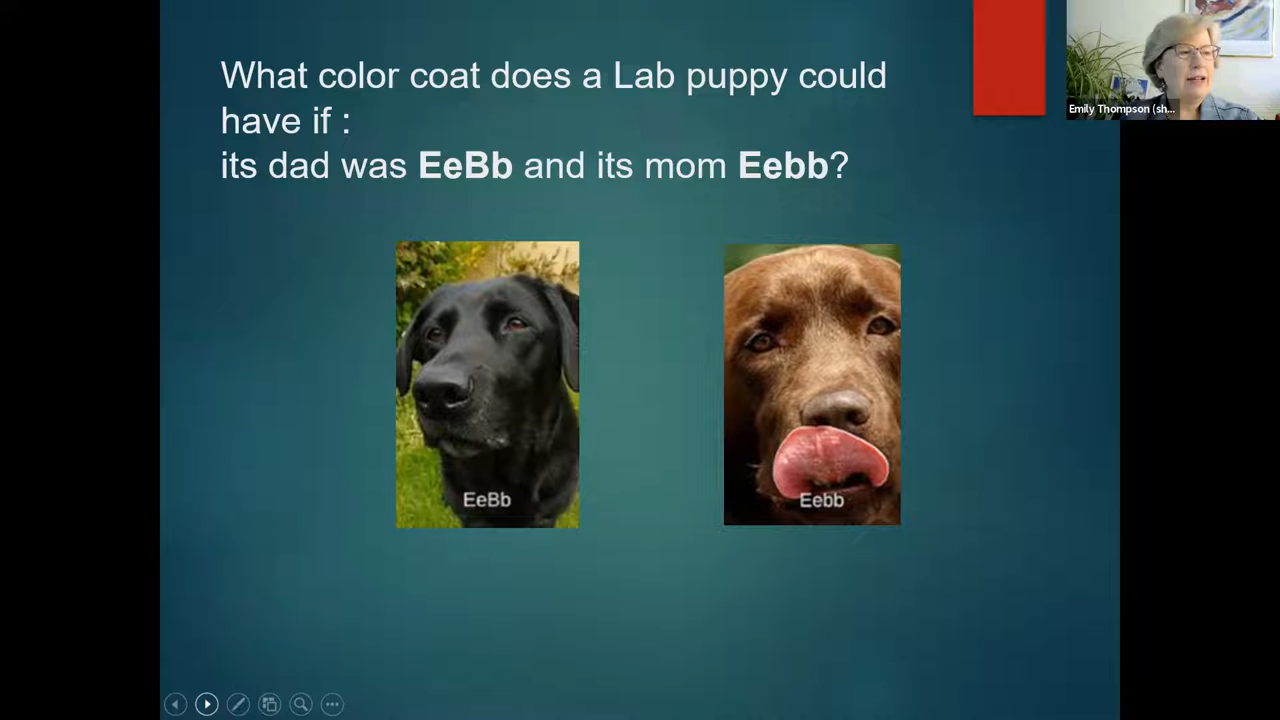 What color coat does a Lab puppy could
have if :
its dad was EeBb and its mom Eebb?
EeBb
Eebb
Emily Thompson (sh...